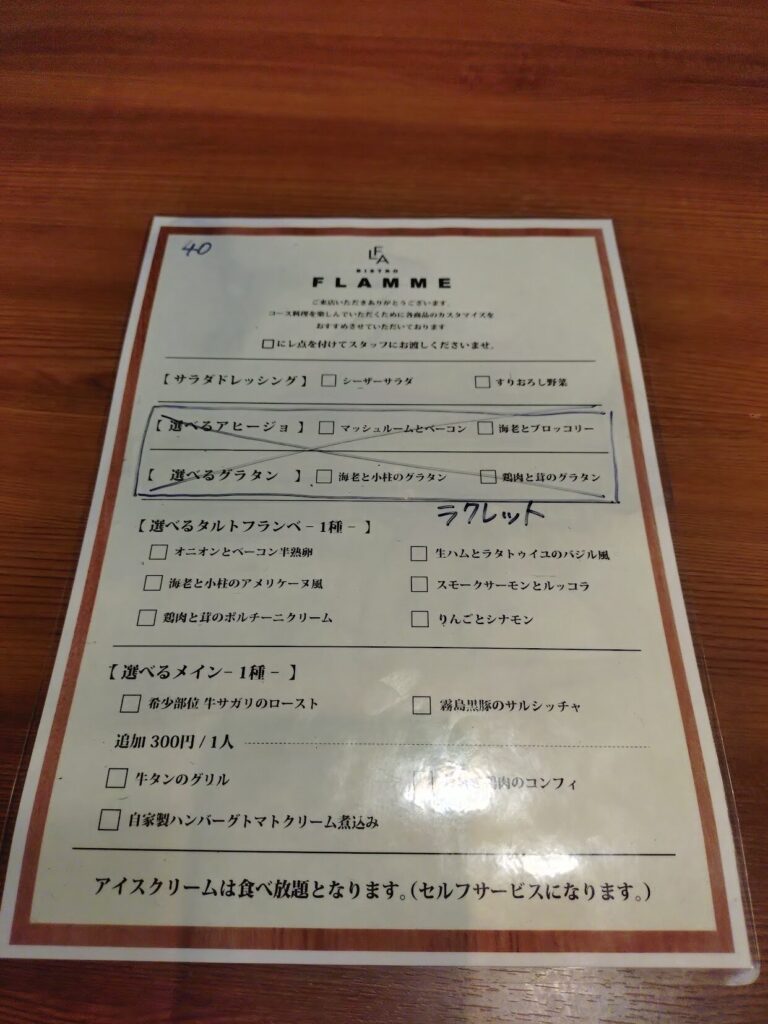 40
LFA
BISTRO
FLAMME
ご来店いただきありがとうございます。
コース料理を楽しんでいただくために各商品のカスタマイズを
おすすめさせていただいております
□にレ点を付けてスタッフにお渡しくださいませ。
【 サラダドレッシング 】 □ シーザーサラダ □ すりおろし野菜
【 選べるアヒージョ 】 □ マッシュルームとベーコン □ 海老とブロッコリー
【 選べるグラタン 】 □ 海老と小柱のグラタン □ 鶏肉と茸のグラタン
ラクレット
【 選べるタルトフランベ - 1種 - 】
□ オニオンとベーコン半熟卵 □ 生ハムとラタトゥイユのバジル風
□ 海老と小柱のアメリケーヌ風 □ スモークサーモンとルッコラ
□ 鶏肉と茸のポルチーニクリーム □ りんごとシナモン
【 選べるメイン - 1種 - 】
□ 希少部位 牛サガリのロースト □ 霧島黒豚のサルシッチャ
追加 300円 / 1人
□ 牛タンのグリル □ 鶏肉のコンフィ
□ 自家製ハンバーグトマトクリーム煮込み
アイスクリームは食べ放題となります。(セルフサービスになります。)